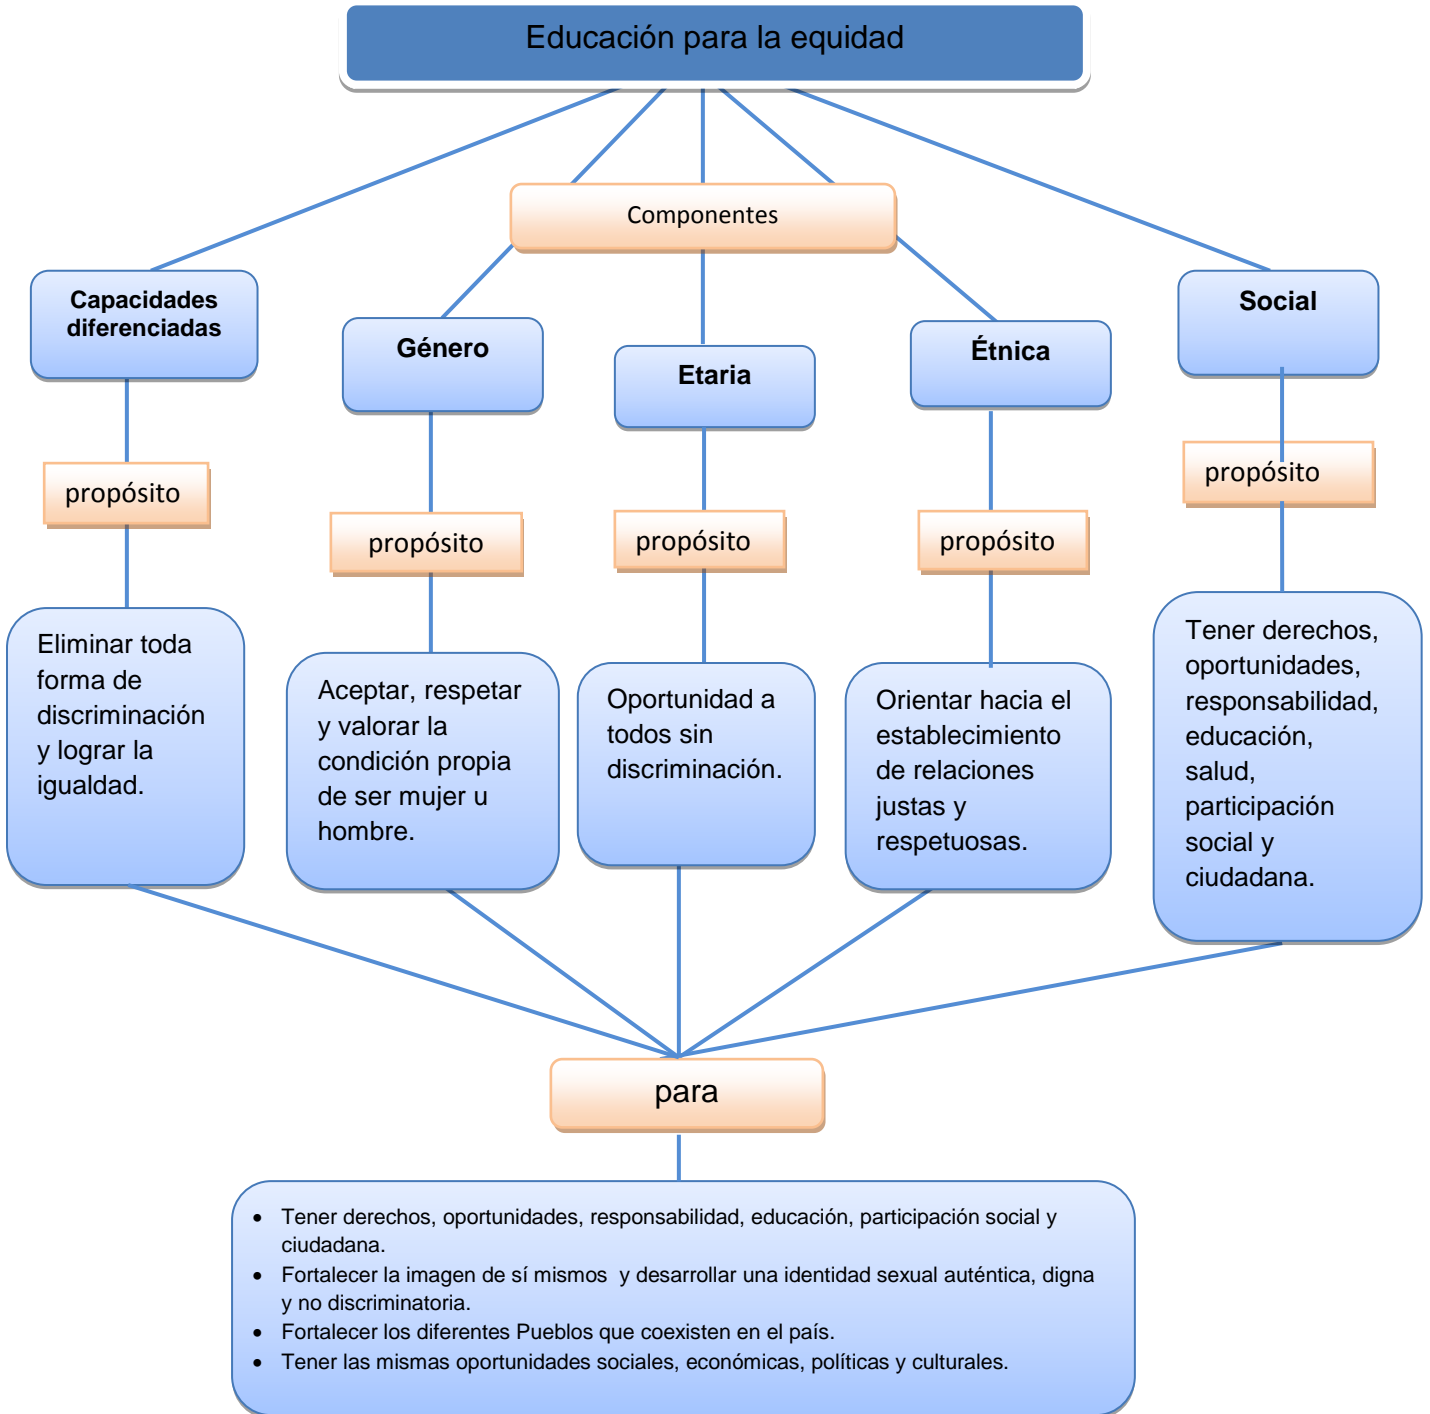 Educación para la equidad
Componentes
Capacidades
diferenciadas
Género
Etaria
Étnica
Social
propósito
propósito
propósito
propósito
propósito
Eliminar toda
forma de
discriminación
y lograr la
igualdad.
Aceptar, respetar
y valorar la
condición propia
de ser mujer u
hombre.
Oportunidad a
todos sin
discriminación.
Orientar hacia el
establecimiento
de relaciones
justas y
respetuosas.
Tener derechos,
oportunidades,
responsabilidad,
educación,
salud,
participación
social y
ciudadana.
para
• Tener derechos, oportunidades, responsabilidad, educación, participación social y
ciudadana.
• Fortalecer la imagen de sí mismos y desarrollar una identidad sexual auténtica, digna
y no discriminatoria.
• Fortalecer los diferentes Pueblos que coexisten en el país.
• Tener las mismas oportunidades sociales, económicas, políticas y culturales.